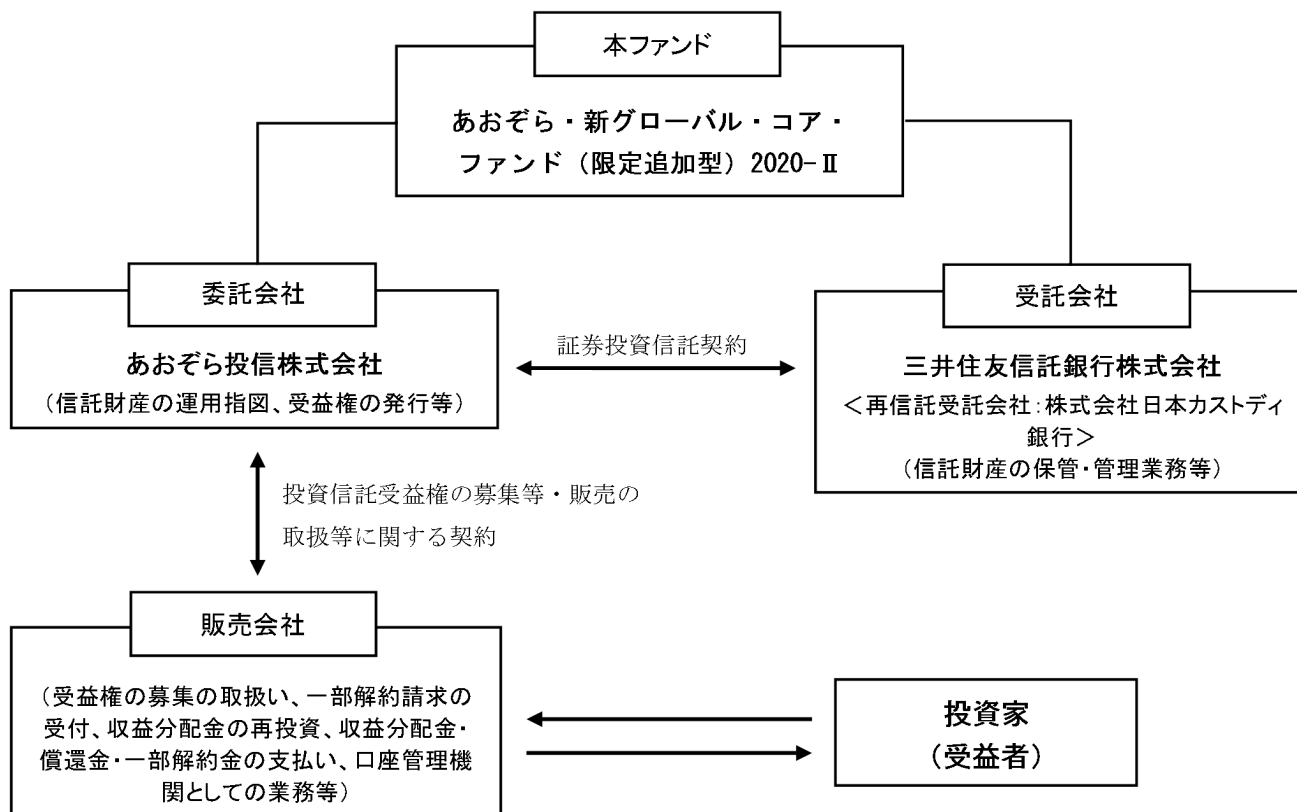 本ファンド
あおぞら・新グローバル・コア・
ファンド（限定追加型）2020-Ⅱ
委託会社
あおぞら投信株式会社
（信託財産の運用指図、受益権の発行等）
証券投資信託契約
受託会社
三井住友信託銀行株式会社
＜再信託受託会社：株式会社日本カストディ
銀行＞
（信託財産の保管・管理業務等）
投資信託受益権の募集等・販売の
取扱等に関する契約
販売会社
（受益権の募集の取扱い、一部解約請求の
受付、収益分配金の再投資、収益分配金・
償還金・一部解約金の支払い、口座管理機
関としての業務等）
投資家
（受益者）